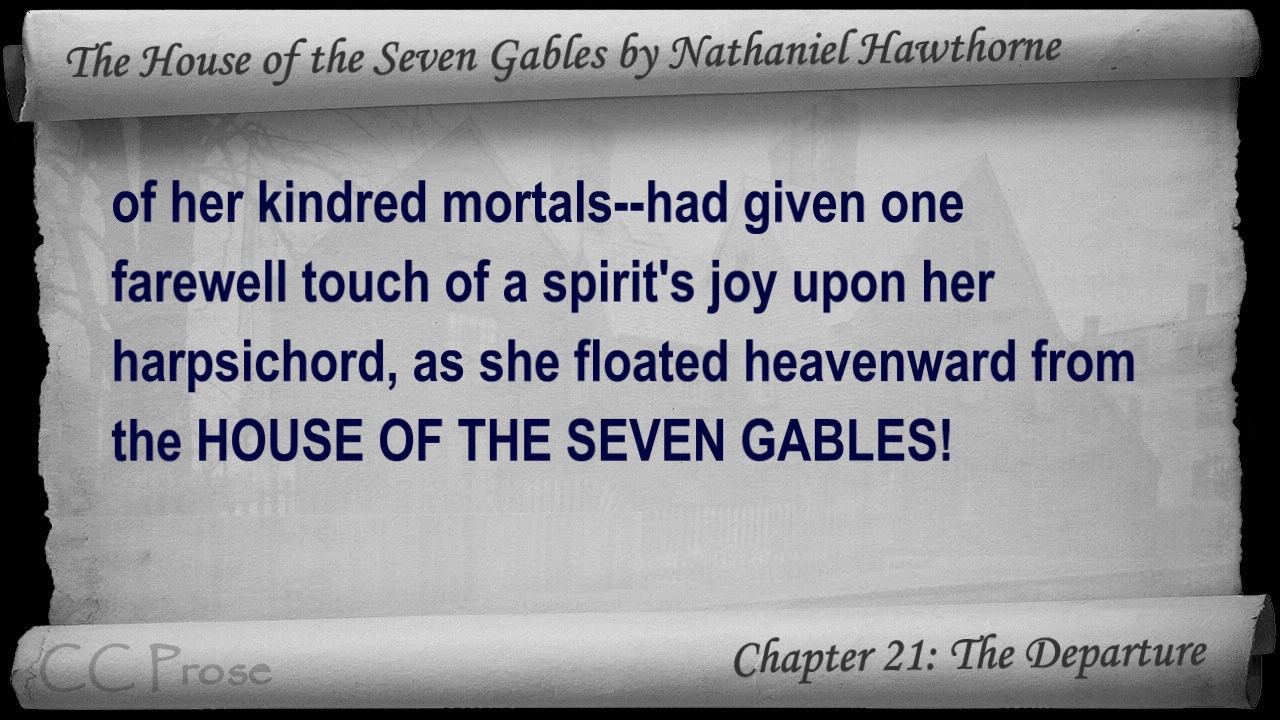 The House of the Seven Gables by Nathaniel Hawthorne
of her kindred mortals--had given one
farewell touch of a spirit's joy upon her
harpsichord, as she floated heavenward from
the HOUSE OF THE SEVEN GABLES!
CC Prose
Chapter 21: The Departure